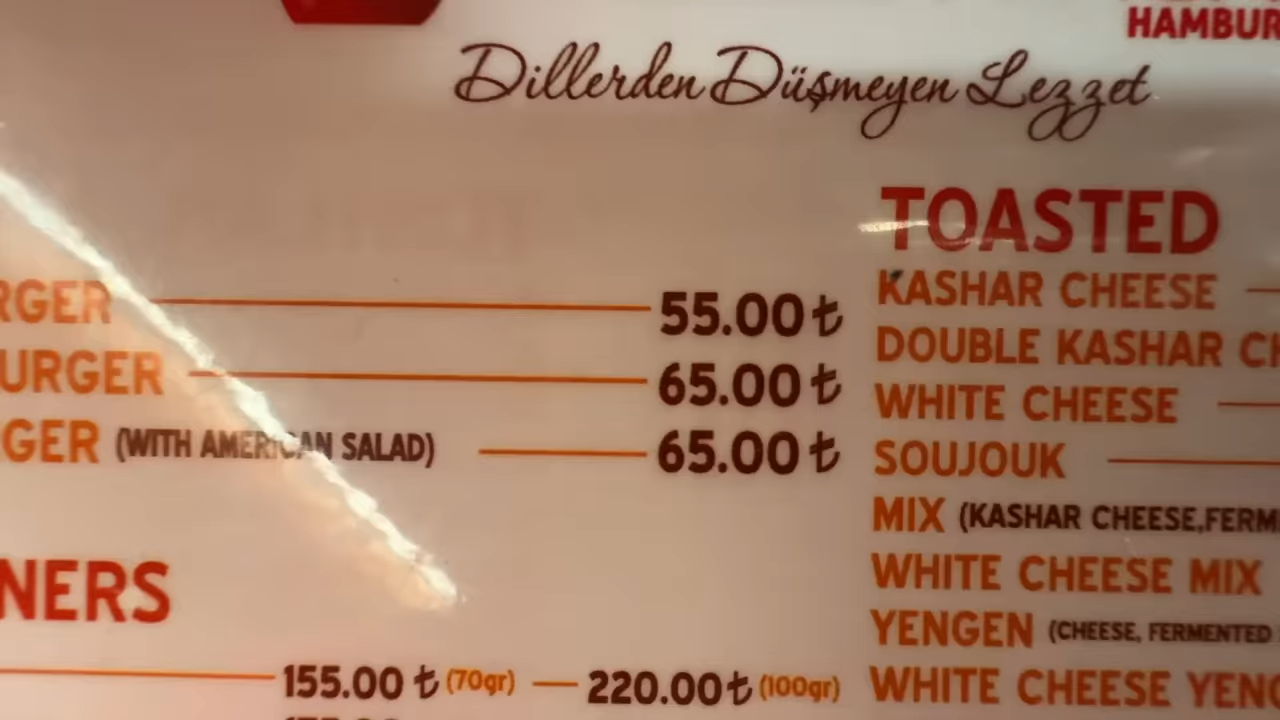 HAMBUR
Dillerden Düşmeyen Lezzet
RGER 55.00₺
URGER 65.00₺
GER (WITH AMERICAN SALAD) 65.00₺
NERS
155.00₺ (70gr) 220.00₺ (100gr)
TOASTED
KASHAR CHEESE
DOUBLE KASHAR CH
WHITE CHEESE
SOUJOUK
MIX (KASHAR CHEESE,FERM
WHITE CHEESE MIX
YENGEN (CHEESE, FERMENTED
WHITE CHEESE YENG